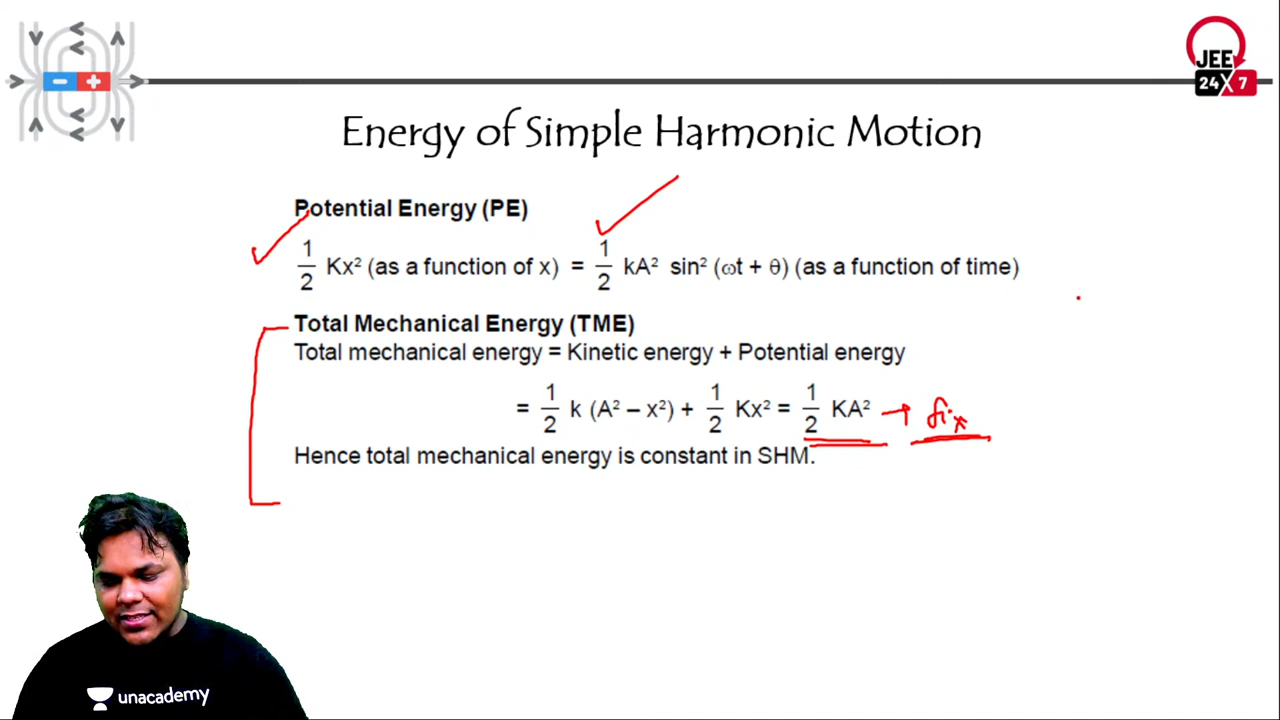 JEE
24X7
Energy of Simple Harmonic Motion
Potential Energy (PE)
1/2 Kx² (as a function of x) = 1/2 kA² sin² (ωt + θ) (as a function of time)
Total Mechanical Energy (TME)
Total mechanical energy = Kinetic energy + Potential energy
= 1/2 k (A² – x²) + 1/2 Kx² = 1/2 KA² → fix
Hence total mechanical energy is constant in SHM.
unacademy